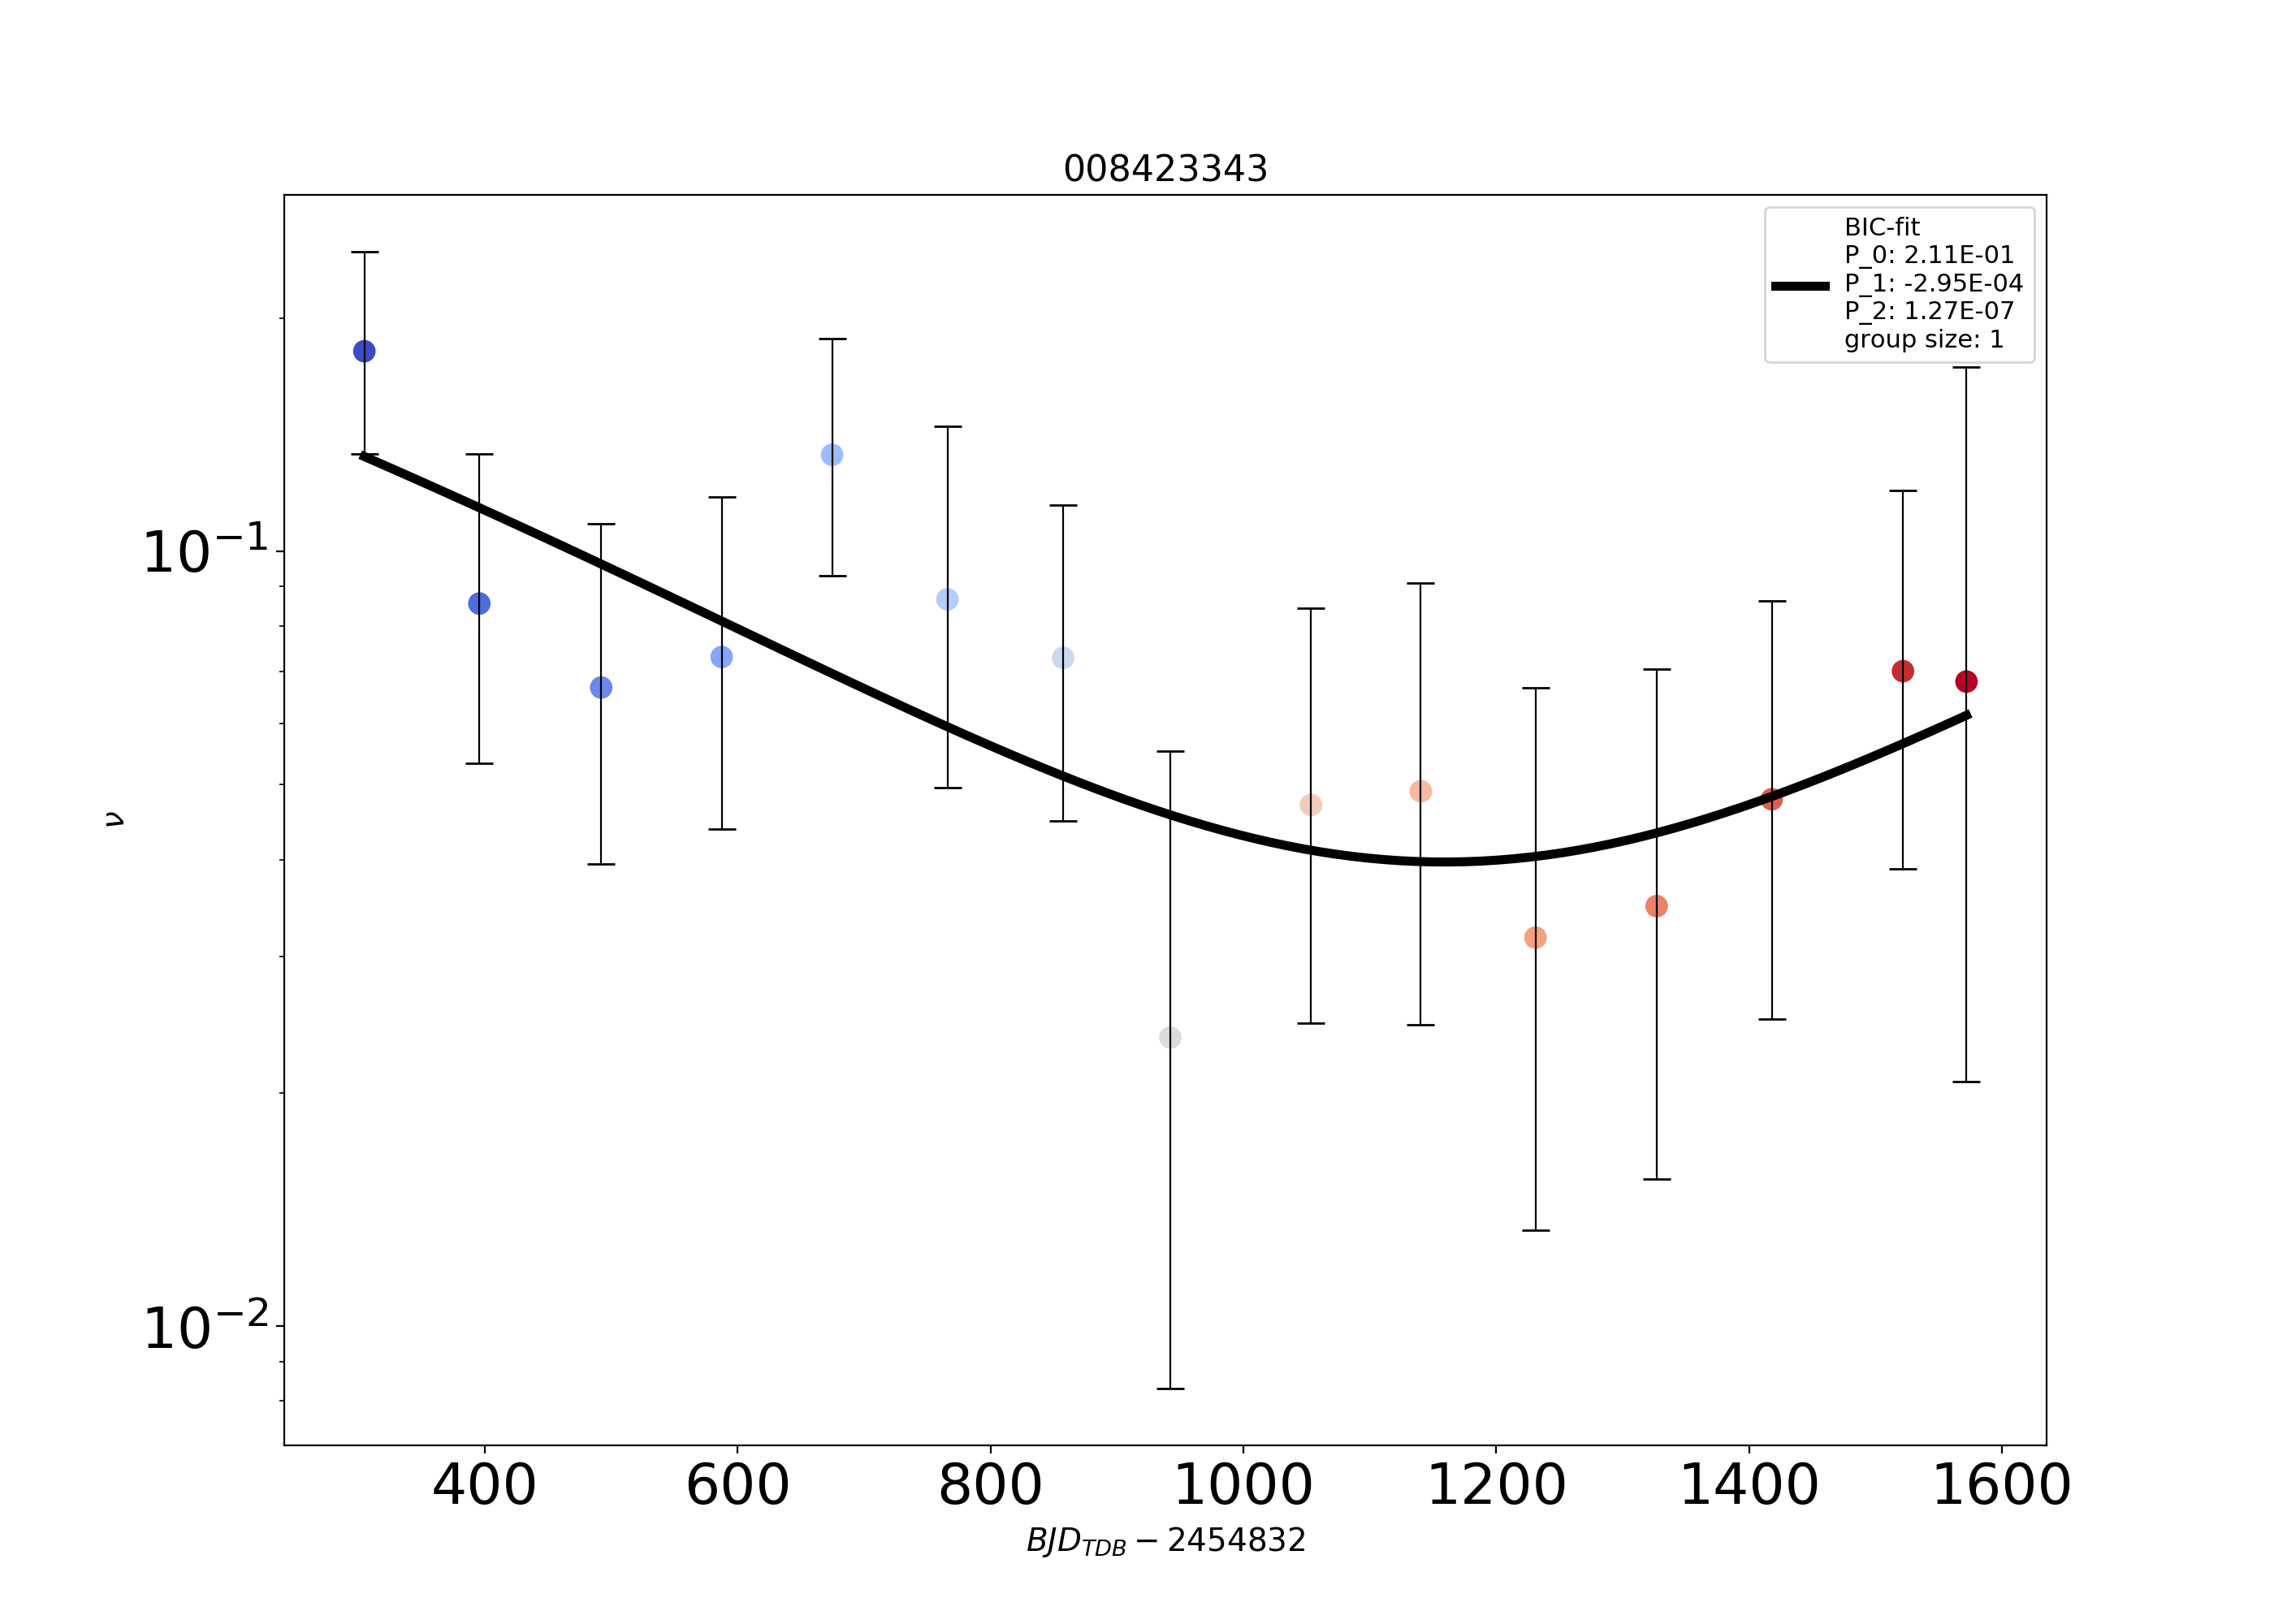 008423343
BIC-fit
P_0: 2.11E-01
P_1: -2.95E-04
P_2: 1.27E-07
group size: 1
10⁻¹
10⁻²
ν
400 600 800 1000 1200 1400 1600
BJD_TDB − 2454832